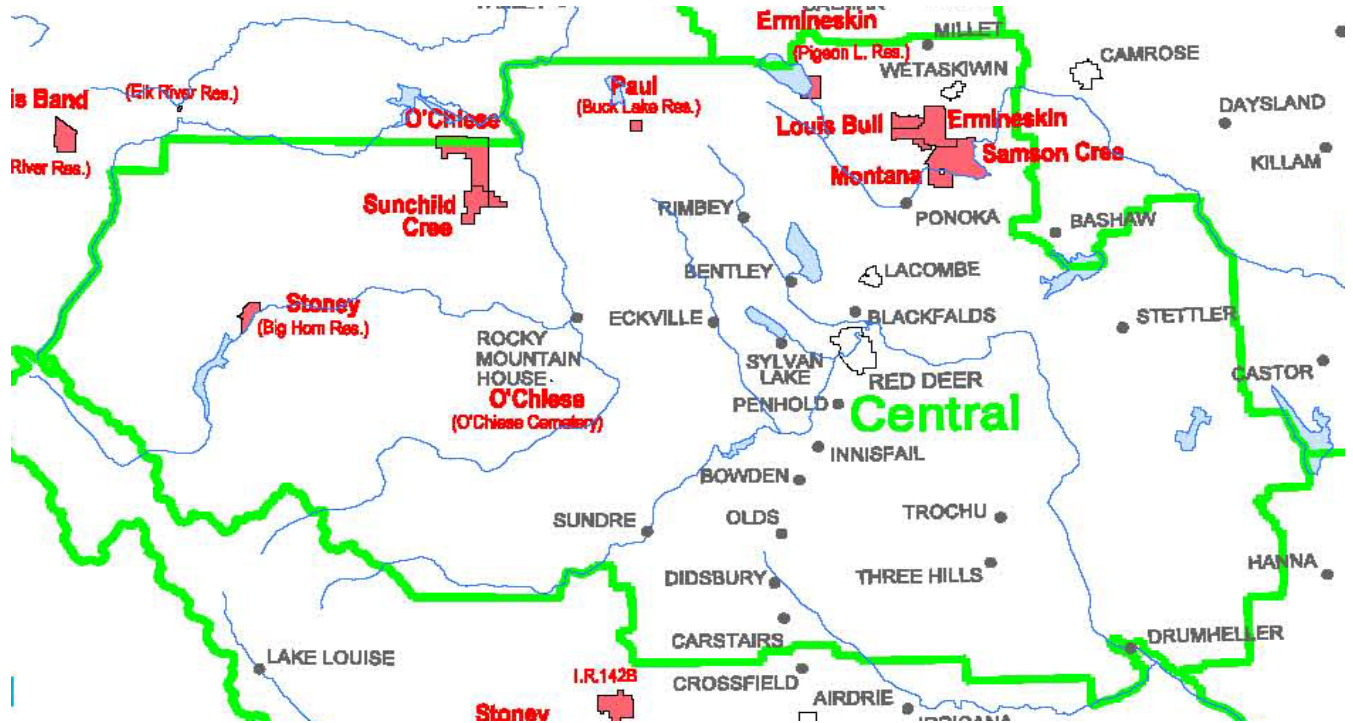 Ermineskin
(Pigeon L. Res.)
MILLET
CAMROSE
WETASKIWIN
is Band
(Elk River Res.)
River Res.)
O'Chiese
Paul
(Buck Lake Res.)
Louis Bull
Ermineskin
Samson Cree
Montana
DAYSLAND
KILLAM
Sunchild
Cree
RIMBEY
PONOKA
BASHAW
BENTLEY
LACOMBE
Stoney
(Big Horn Res.)
ROCKY
MOUNTAIN
HOUSE
ECKVILLE
BLACKFALDS
STETTLER
SYLVAN
LAKE
RED DEER
CASTOR
O'Chiese
(O'Chiese Cemetery)
PENHOLD
Central
INNISFAIL
BOWDEN
SUNDRE
OLDS
TROCHU
DIDSBURY
THREE HILLS
HANNA
CARSTAIRS
DRUMHELLER
LAKE LOUISE
I.R.142B
CROSSFIELD
AIRDRIE
Stoney